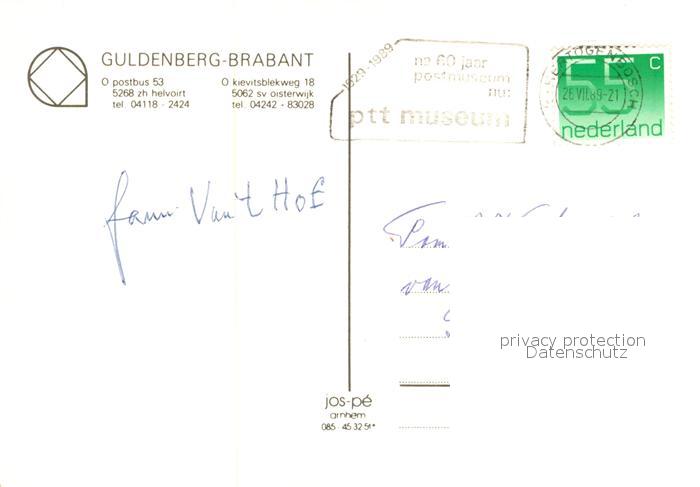 GULDENBERG-BRABANT
O postbus 53
5268 zh helvoirt
tel. 04118 - 2424
O kievitsblekweg 18
5062 sv oisterwijk
tel. 04242 - 83028
1929-1989
na 60 jaar
postmuseum
nu:
ptt museum
55 c
nederland
'S-HERTOGENBOSCH
26.VII.89-21
fam. Van't Hof
van
privacy protection
Datenschutz
jos-pé
arnhem
085 - 45 32 51*